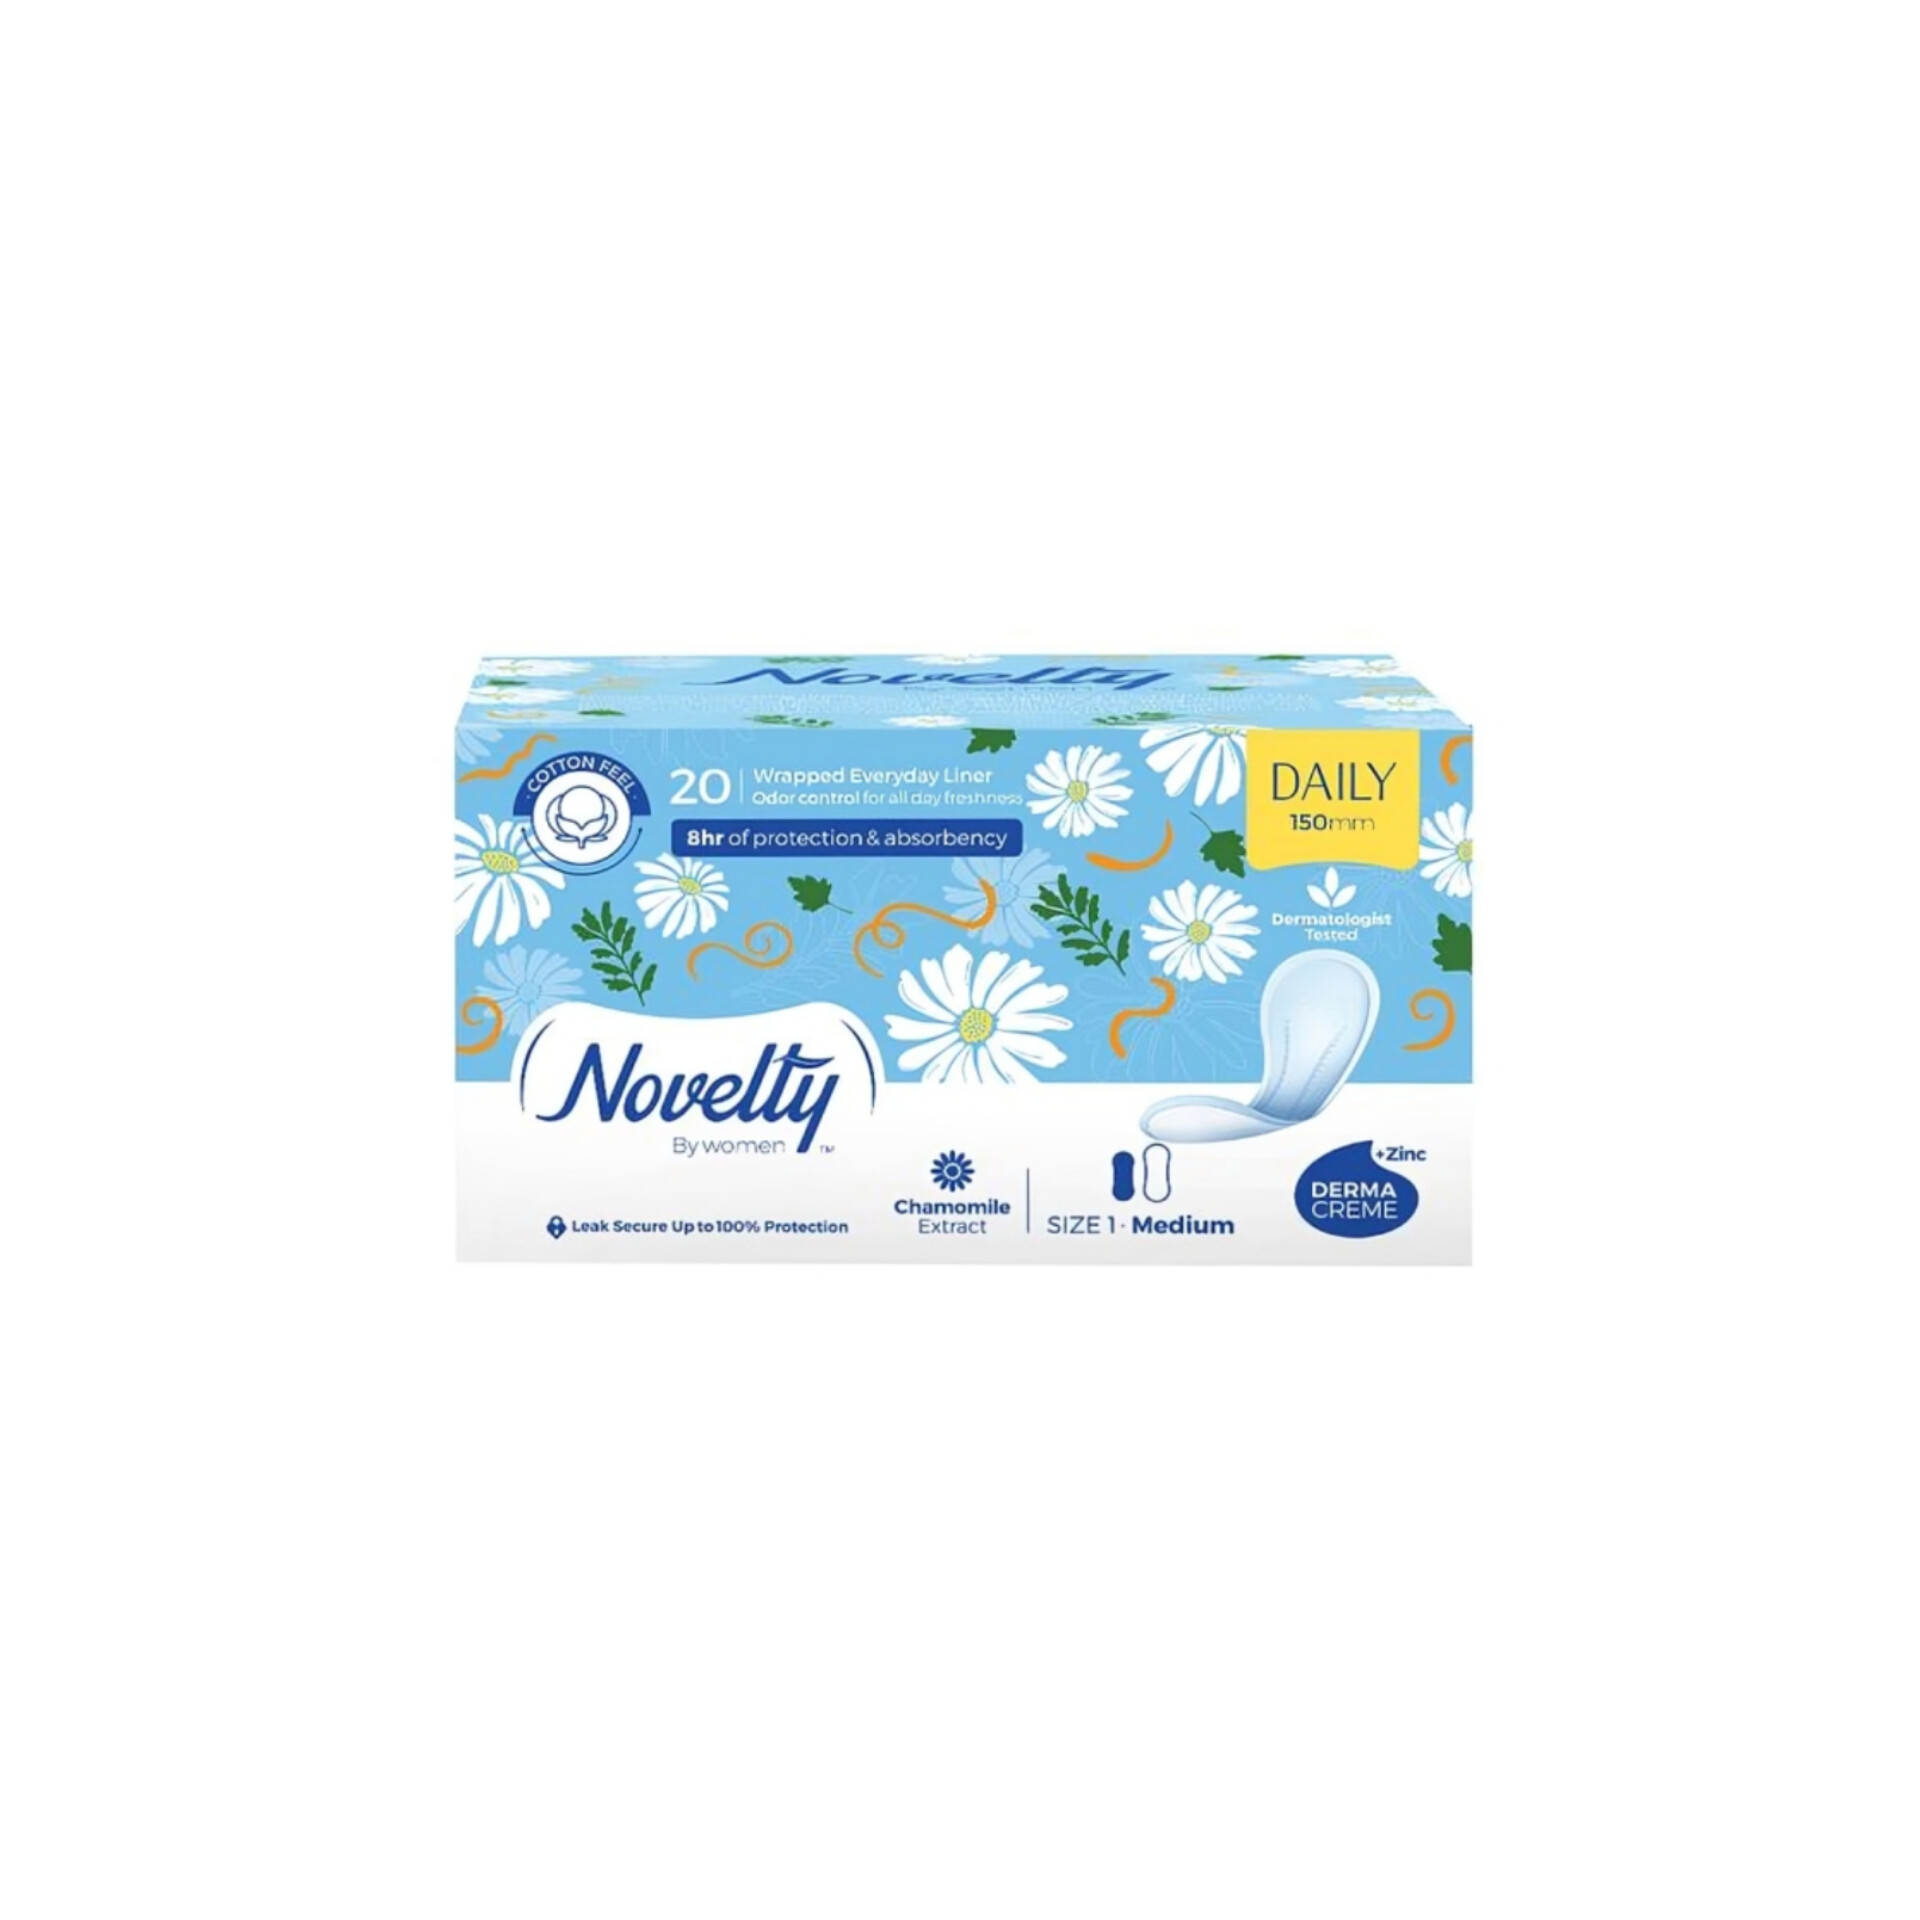 Novelty
COTTON FEEL
20
Wrapped Everyday Liner
Odor control for all day freshness
8hr of protection & absorbency
DAILY
150mm
Dermatologist
Tested
Novelty
By women ™
+Zinc
DERMA
CREME
Chamomile
Extract
SIZE 1 · Medium
Leak Secure Up to 100% Protection